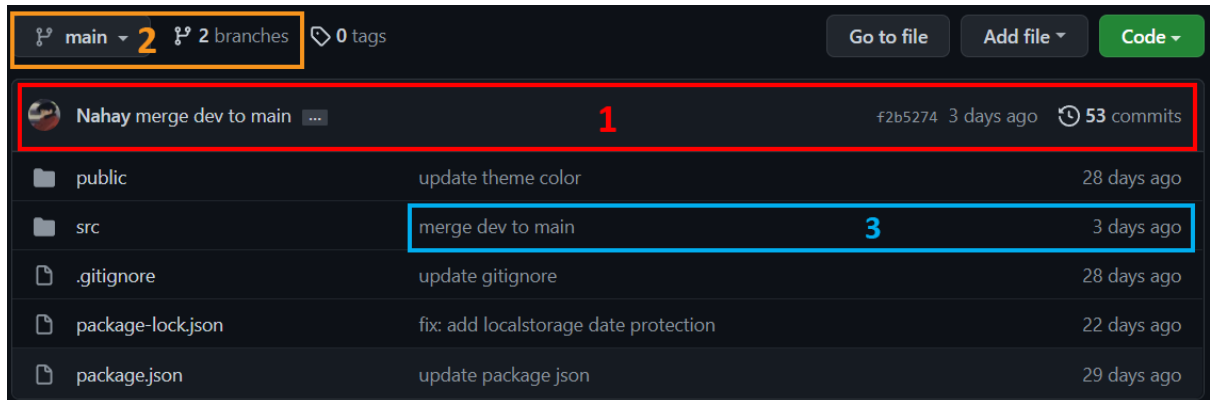 main 2 2 branches 0 tags Go to file Add file Code
Nahay merge dev to main ... 1 f2b5274 3 days ago 53 commits
public update theme color 28 days ago
src merge dev to main 3 3 days ago
.gitignore update gitignore 28 days ago
package-lock.json fix: add localstorage date protection 22 days ago
package.json update package json 29 days ago